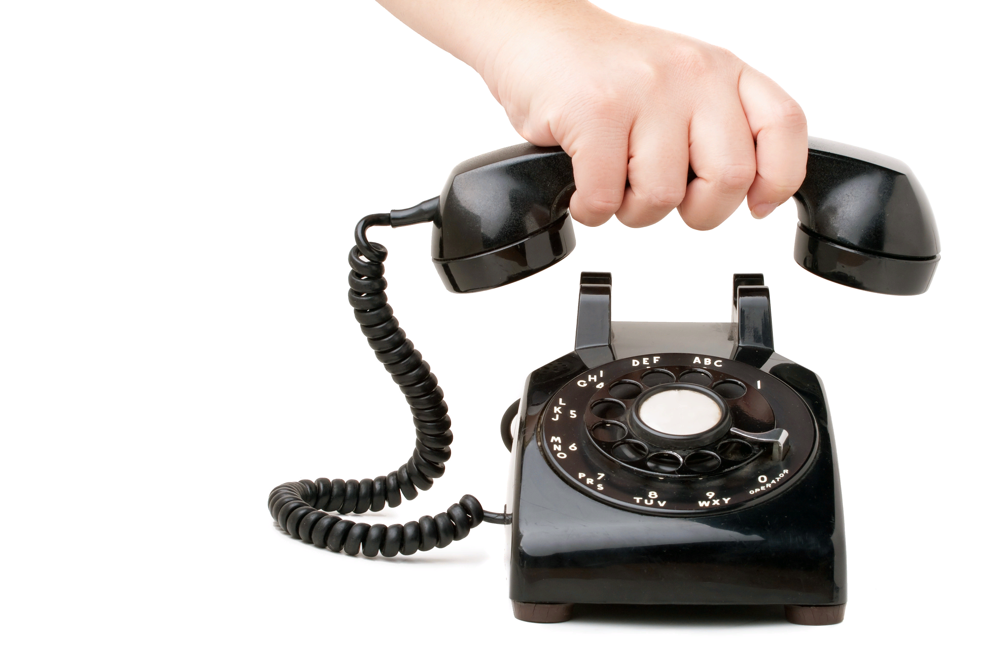 ABC
DEF
GHI
4
JKL
5
MNO
6
7
PRS
8
TUV
9
WXY
0
OPERATOR
1